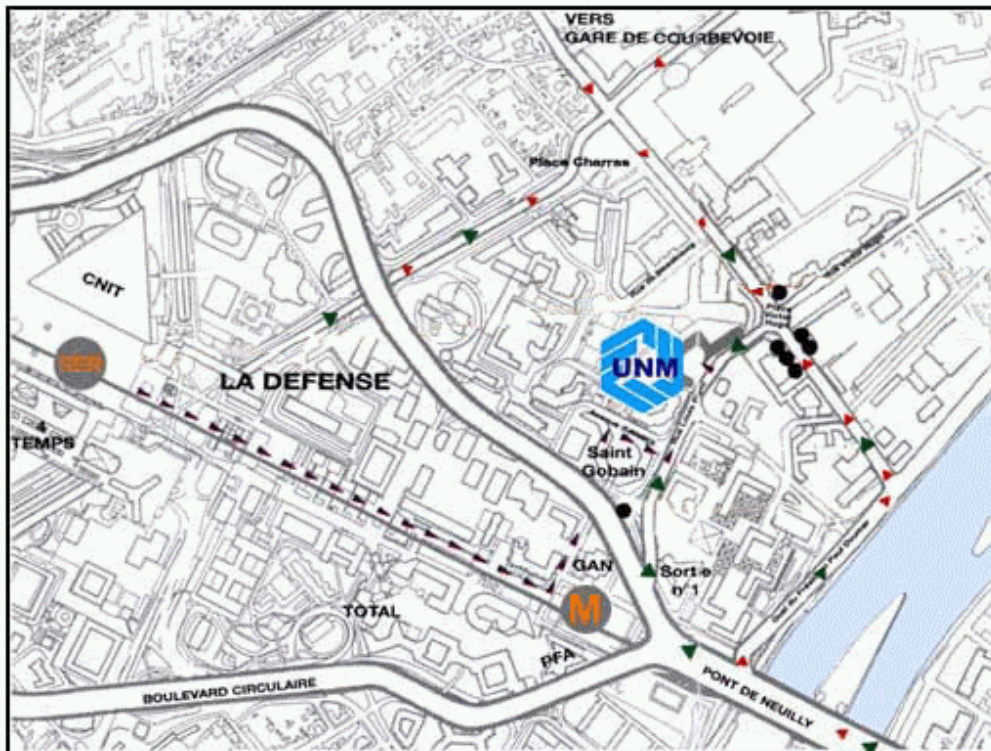 VERS
GARE DE COURBEVOIE
Place Charras
CNIT
UNM
LA DEFENSE
4
TEMPS
Saint
Gobain
GAN
Sortie
n°1
M
TOTAL
PFA
BOULEVARD CIRCULAIRE
PONT DE NEUILLY